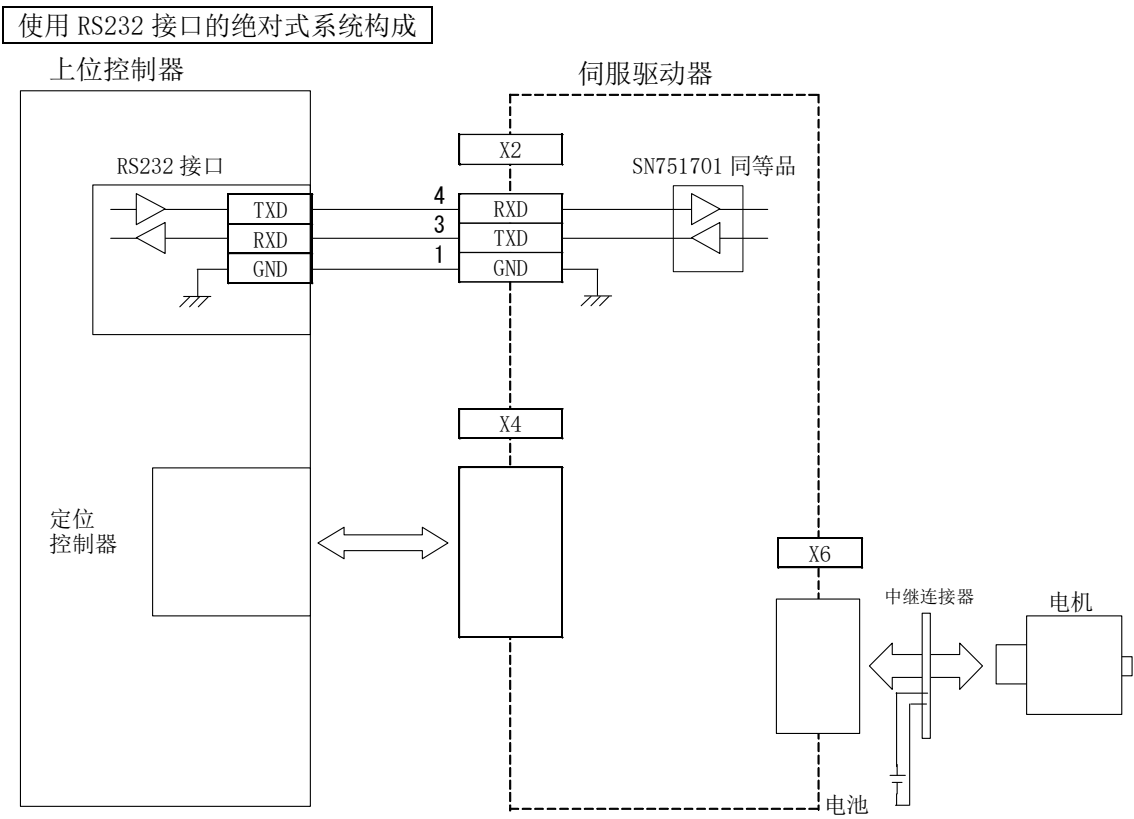 使用 RS232 接口的绝对式系统构成
上位控制器
伺服驱动器
X2
RS232 接口
SN751701 同等品
TXD
4
RXD
RXD
3
TXD
GND
1
GND
X4
定位
控制器
X6
中继连接器
电机
电池